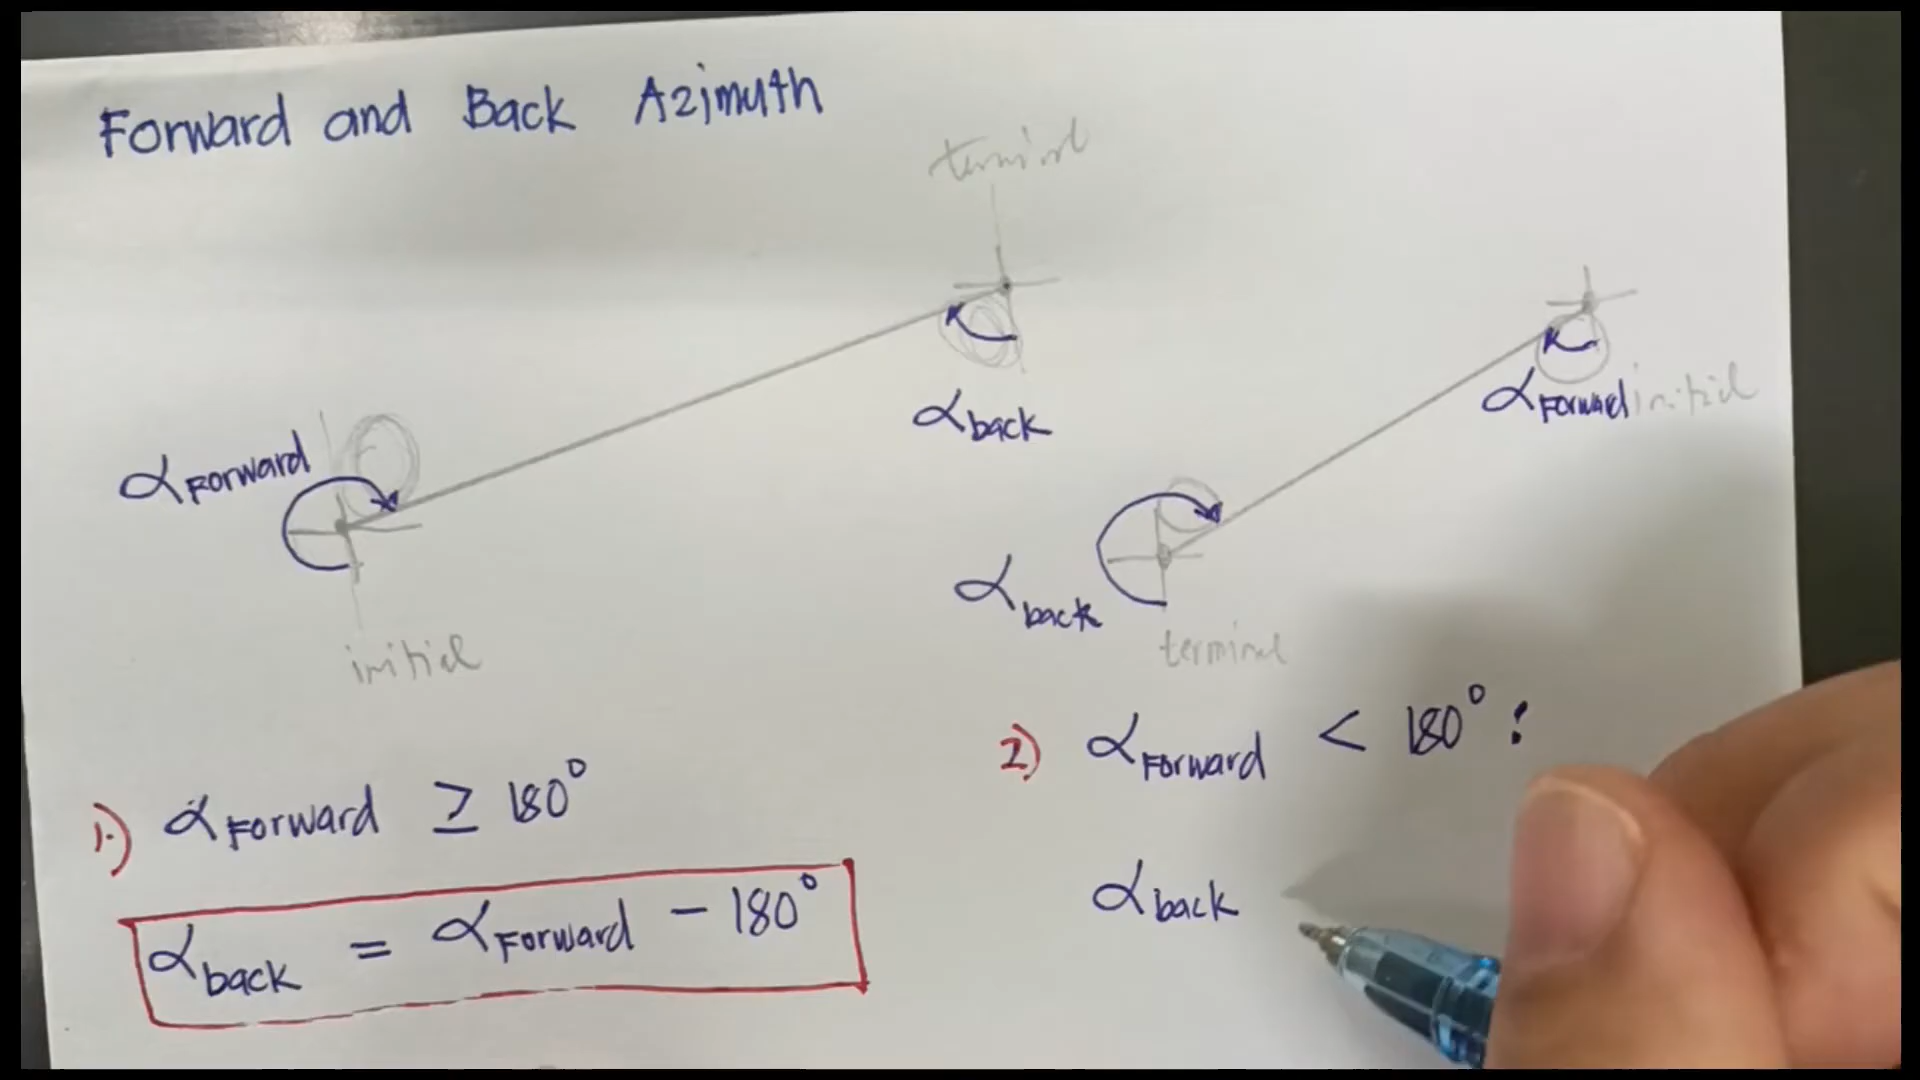 Forward and Back Azimuth
terminal
α Forward
α back
initial
α Forward initial
α back
terminal
1.) α Forward ≥ 180°
α back = α Forward - 180°
2) α Forward < 180° :
α back